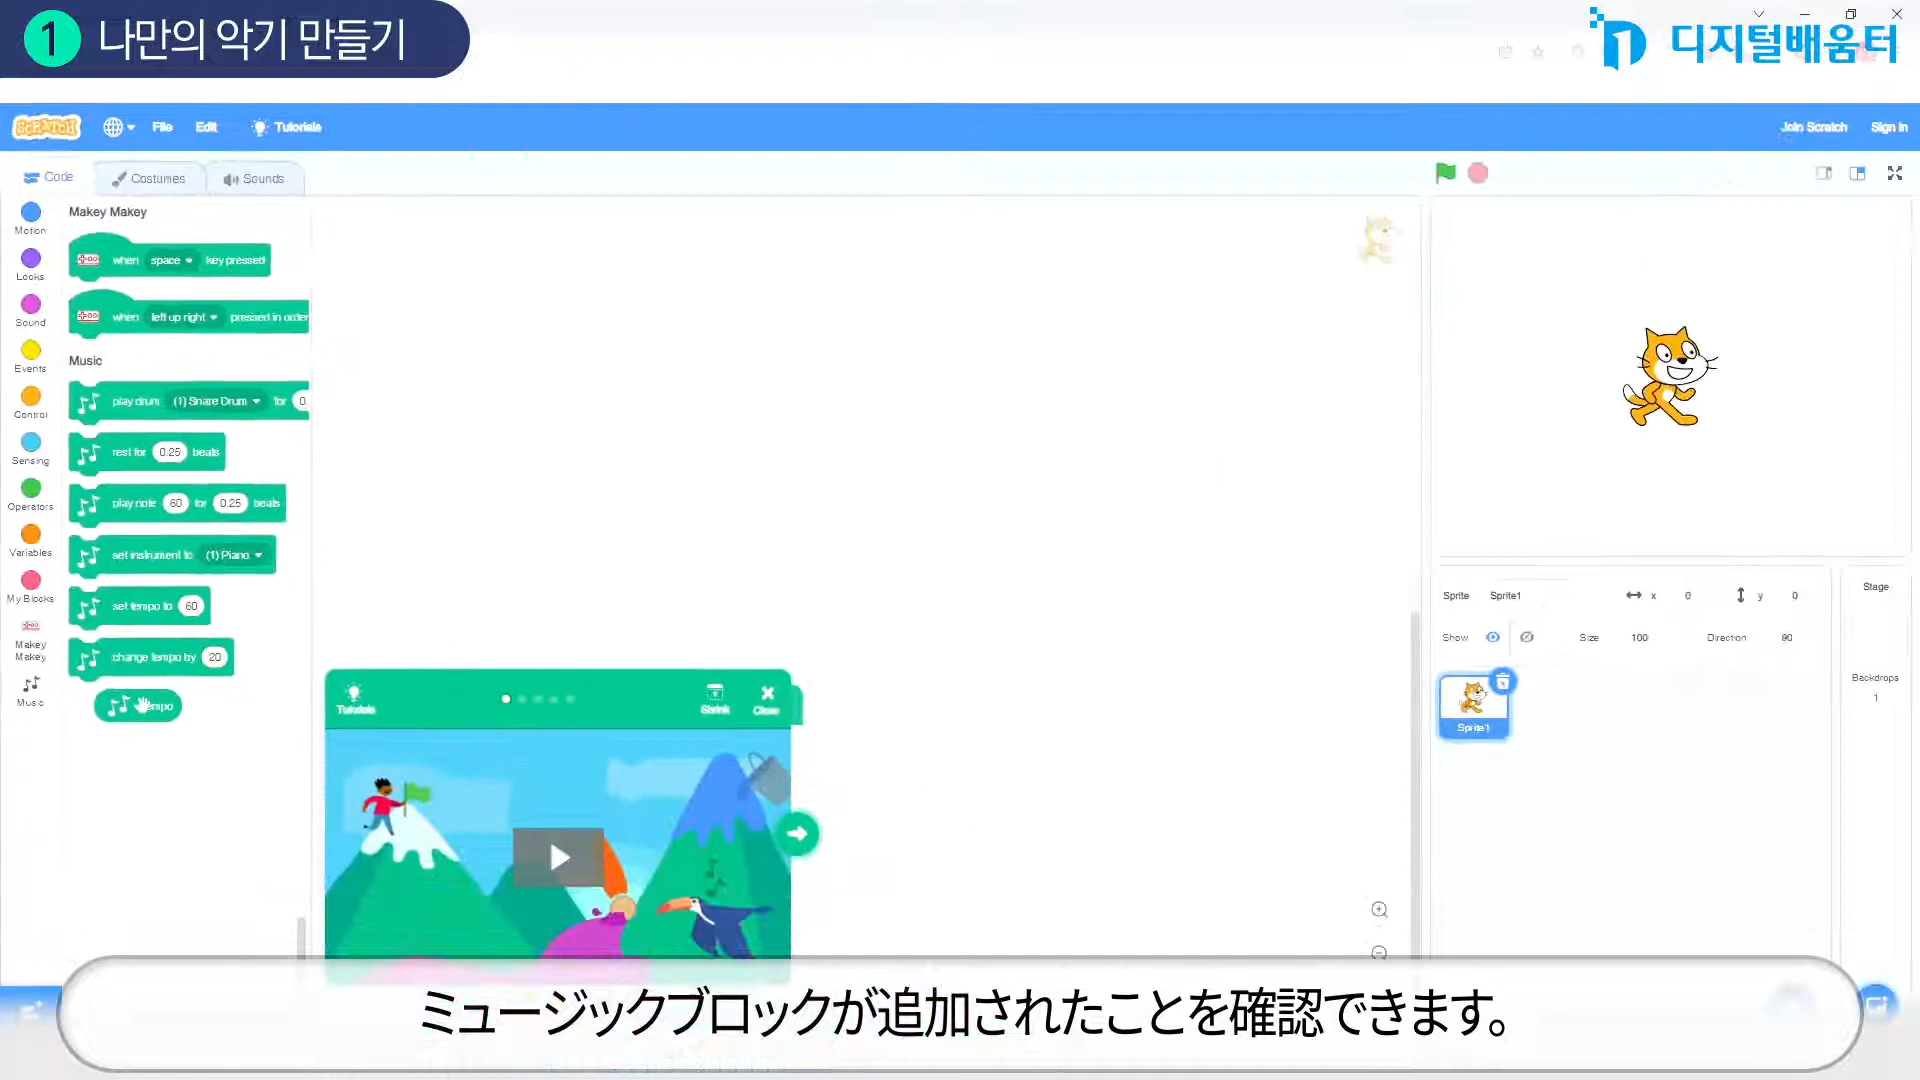 1 나만의 악기 만들기
디지털배움터
SCRATCH File Edit Tutorials Join Scratch Sign in
Code Costumes Sounds
Motion
Looks
Sound
Events
Control
Sensing
Operators
Variables
My Blocks
Makey
Makey
Music
Makey Makey
when space key pressed
when left up right pressed in order
Music
play drum (1) Snare Drum for 0.
rest for 0.25 beats
play note 60 for 0.25 beats
set instrument to (1) Piano
set tempo to 60
change tempo by 20
Tutorials Shrink Close
Sprite Sprite1 x 0 y 0
Show Size 100 Direction 90
Sprite1
Stage
Backdrops
1
ミュージックブロックが追加されたことを確認できます。